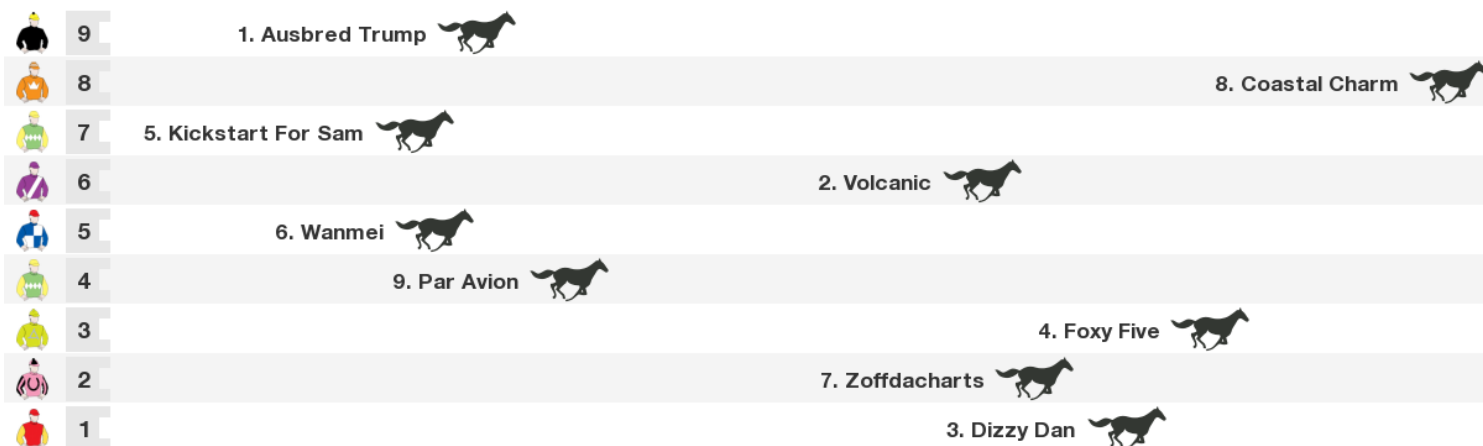 9 1. Ausbred Trump
8 8. Coastal Charm
7 5. Kickstart For Sam
6 2. Volcanic
5 6. Wanmei
4 9. Par Avion
3 4. Foxy Five
2 7. Zoffdacharts
1 3. Dizzy Dan